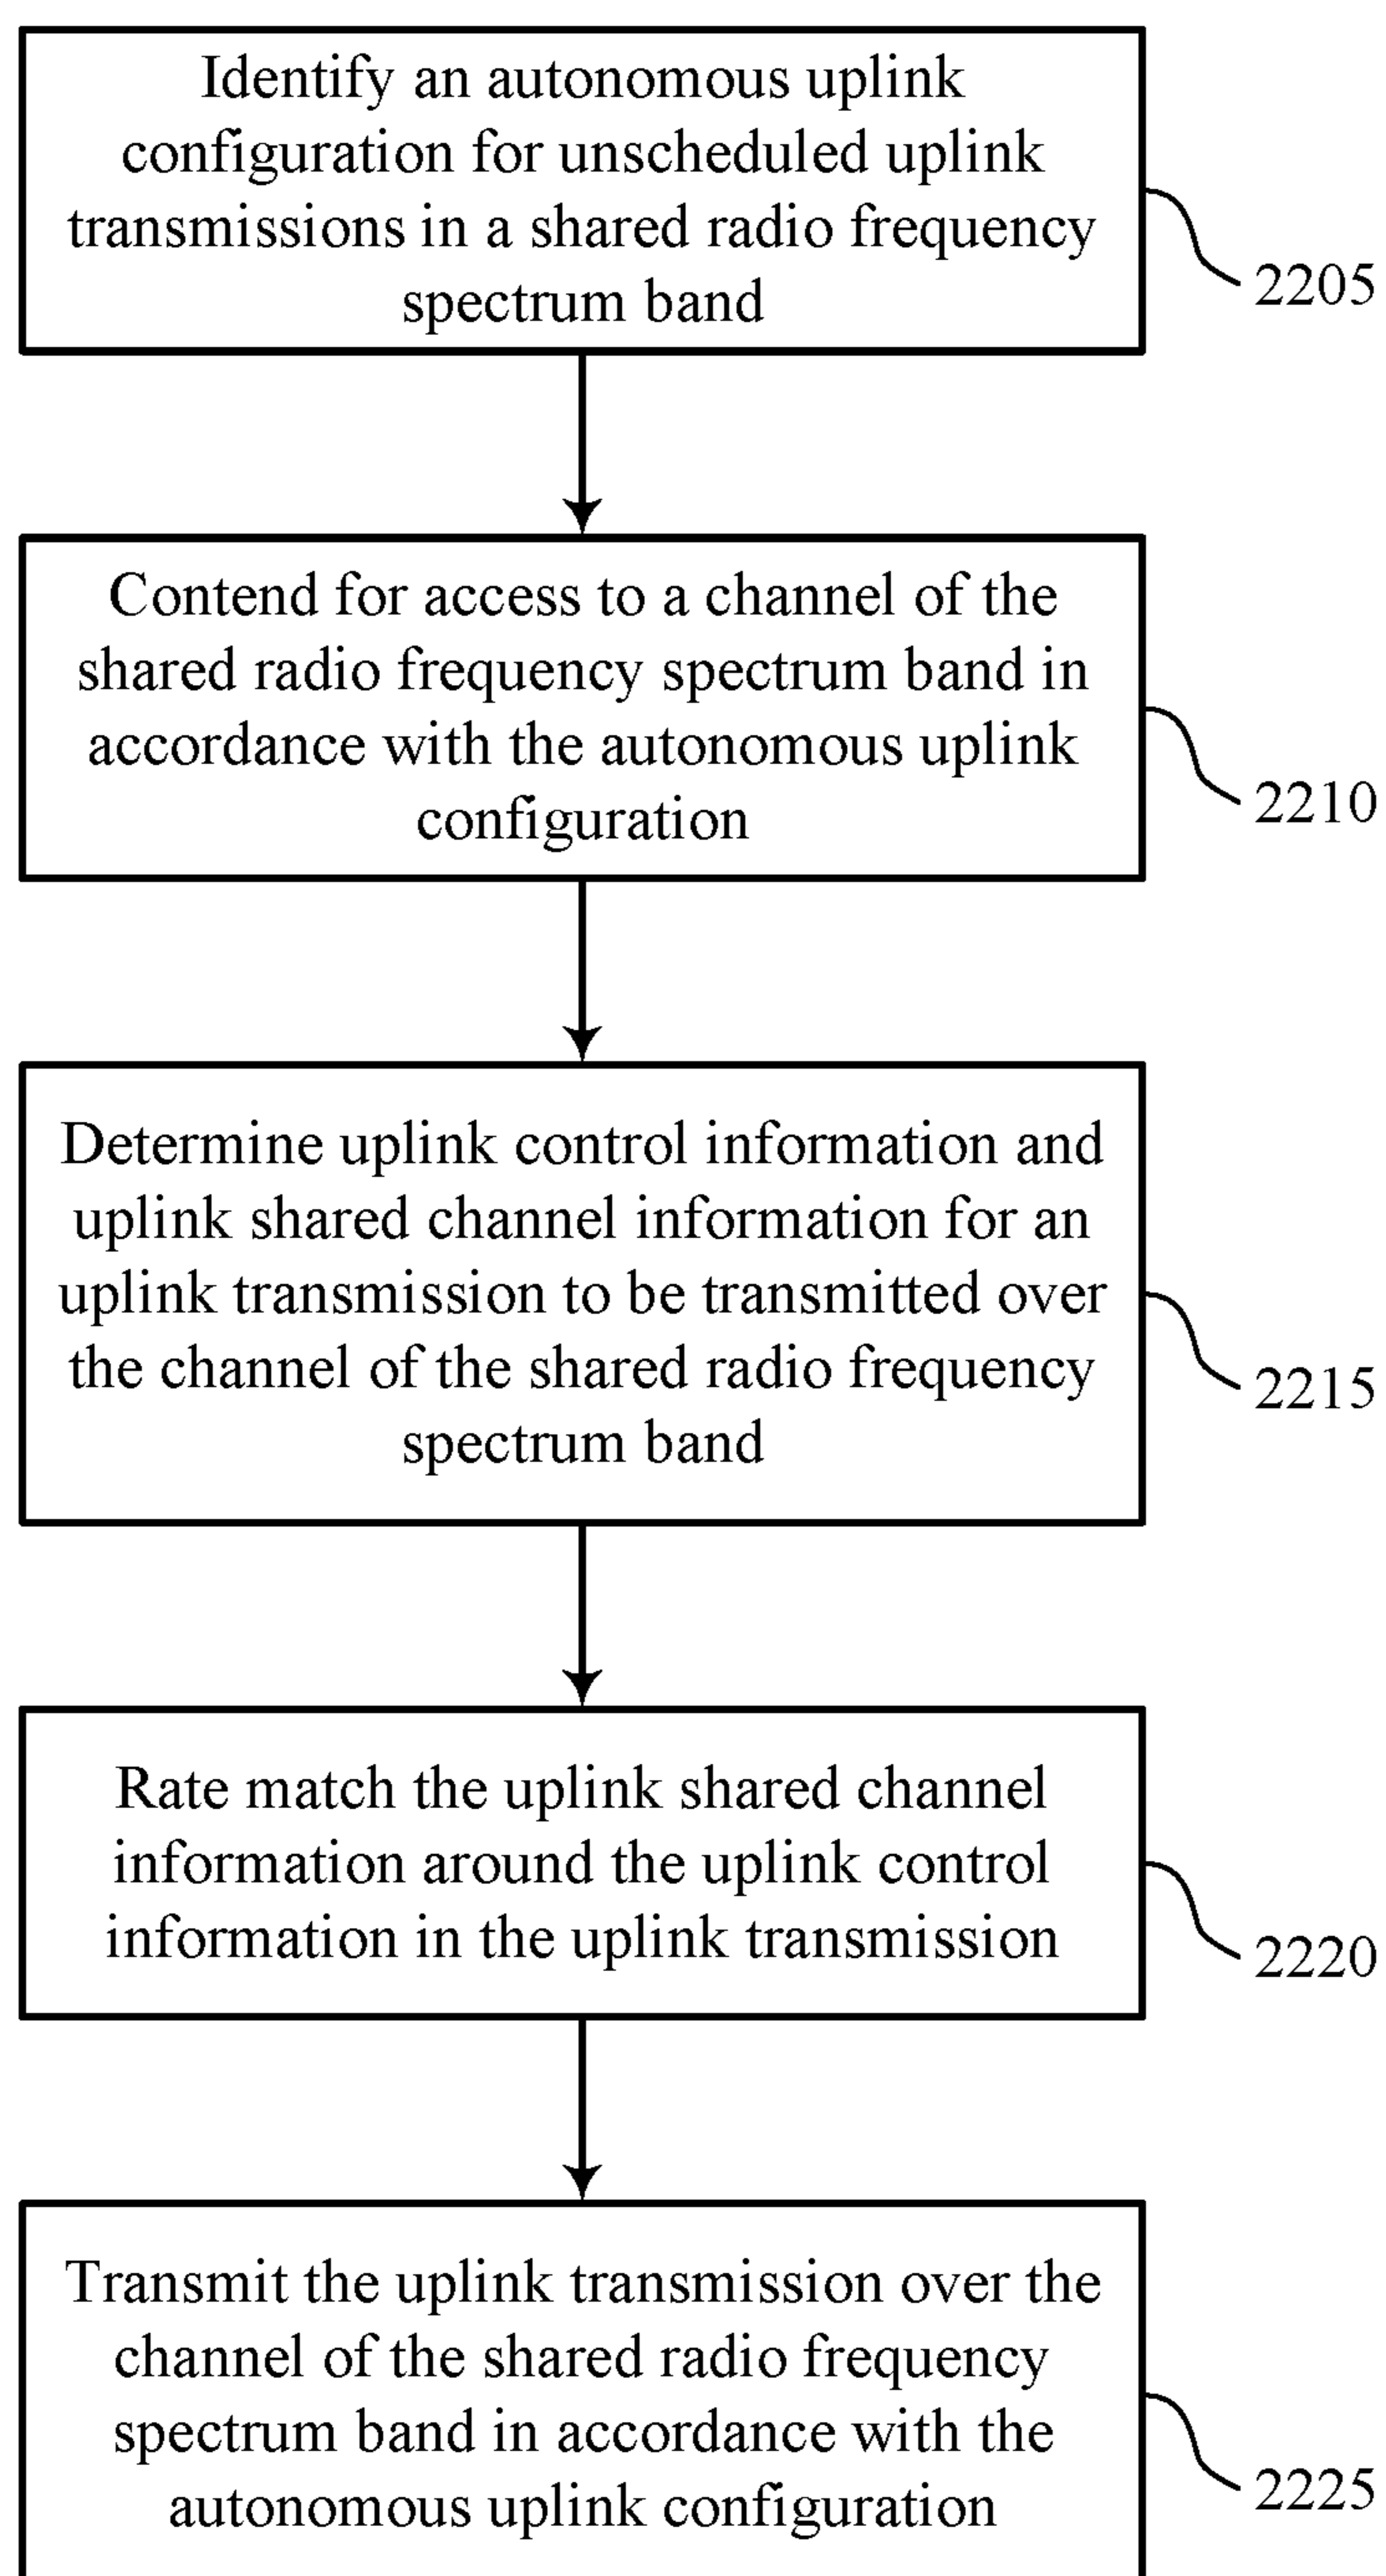 Identify an autonomous uplink
configuration for unscheduled uplink
transmissions in a shared radio frequency
spectrum band
2205
Contend for access to a channel of the
shared radio frequency spectrum band in
accordance with the autonomous uplink
configuration
2210
Determine uplink control information and
uplink shared channel information for an
uplink transmission to be transmitted over
the channel of the shared radio frequency
spectrum band
2215
Rate match the uplink shared channel
information around the uplink control
information in the uplink transmission
2220
Transmit the uplink transmission over the
channel of the shared radio frequency
spectrum band in accordance with the
autonomous uplink configuration
2225